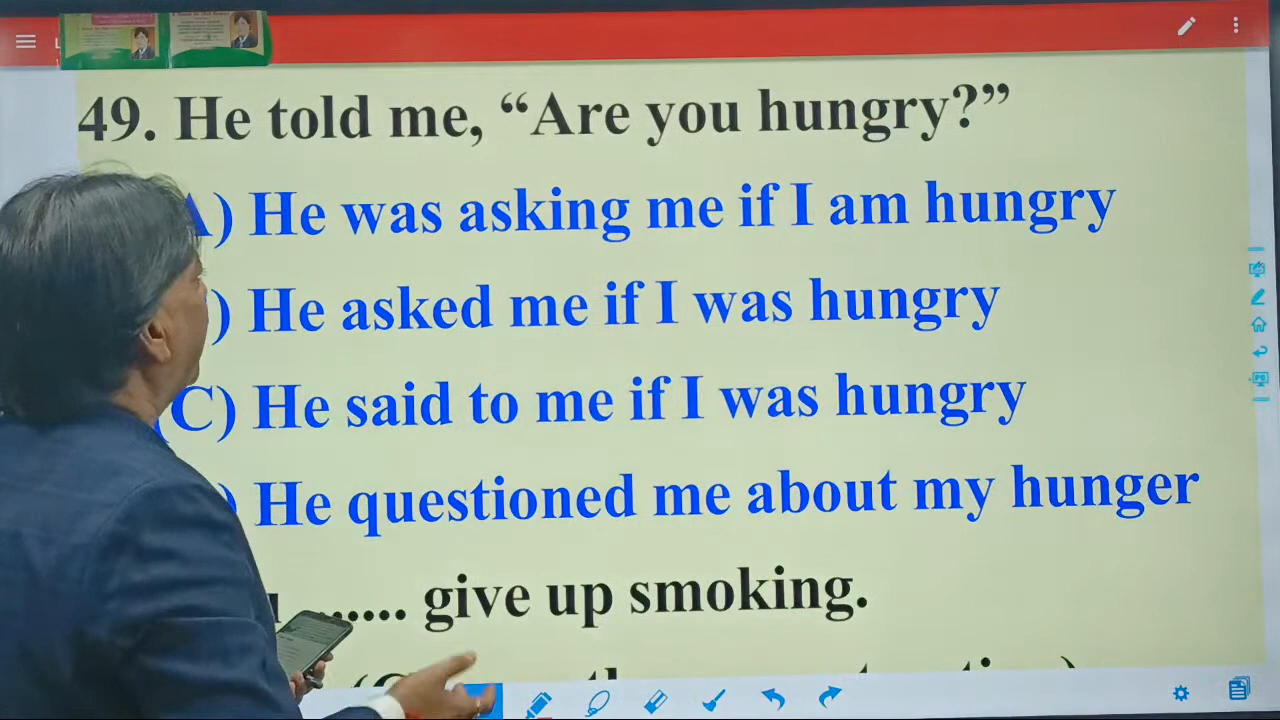 49. He told me, “Are you hungry?”
A) He was asking me if I am hungry
) He asked me if I was hungry
(C) He said to me if I was hungry
) He questioned me about my hunger
...... give up smoking.